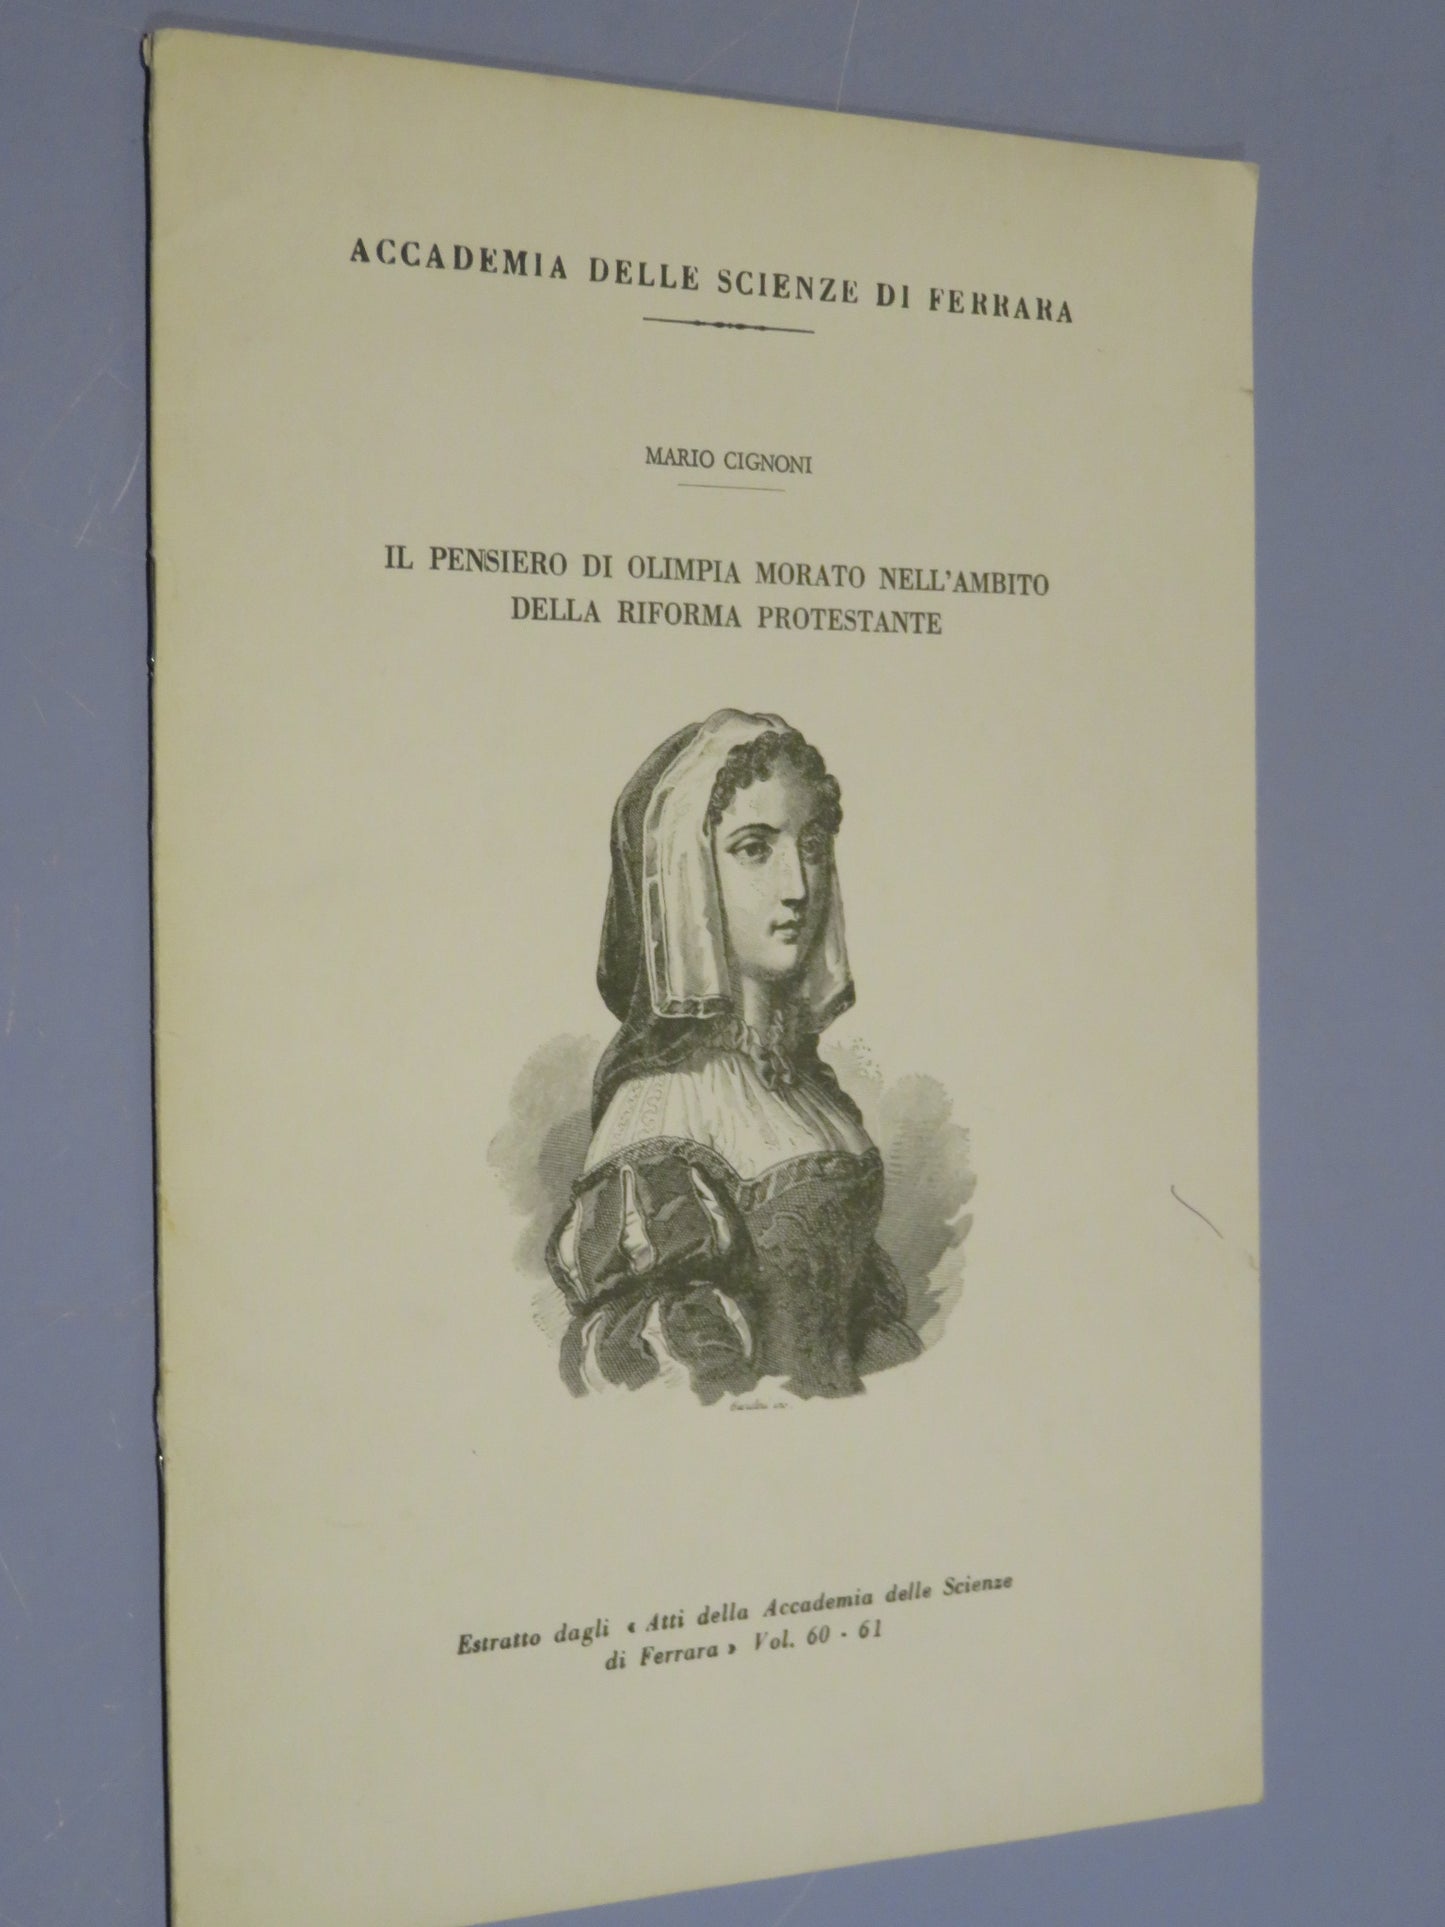 ACCADEMIA DELLE SCIENZE DI FERRARA
MARIO CIGNONI
IL PENSIERO DI OLIMPIA MORATO NELL'AMBITO
DELLA RIFORMA PROTESTANTE
Estratto dagli « Atti della Accademia delle Scienze
di Ferrara » Vol. 60 - 61